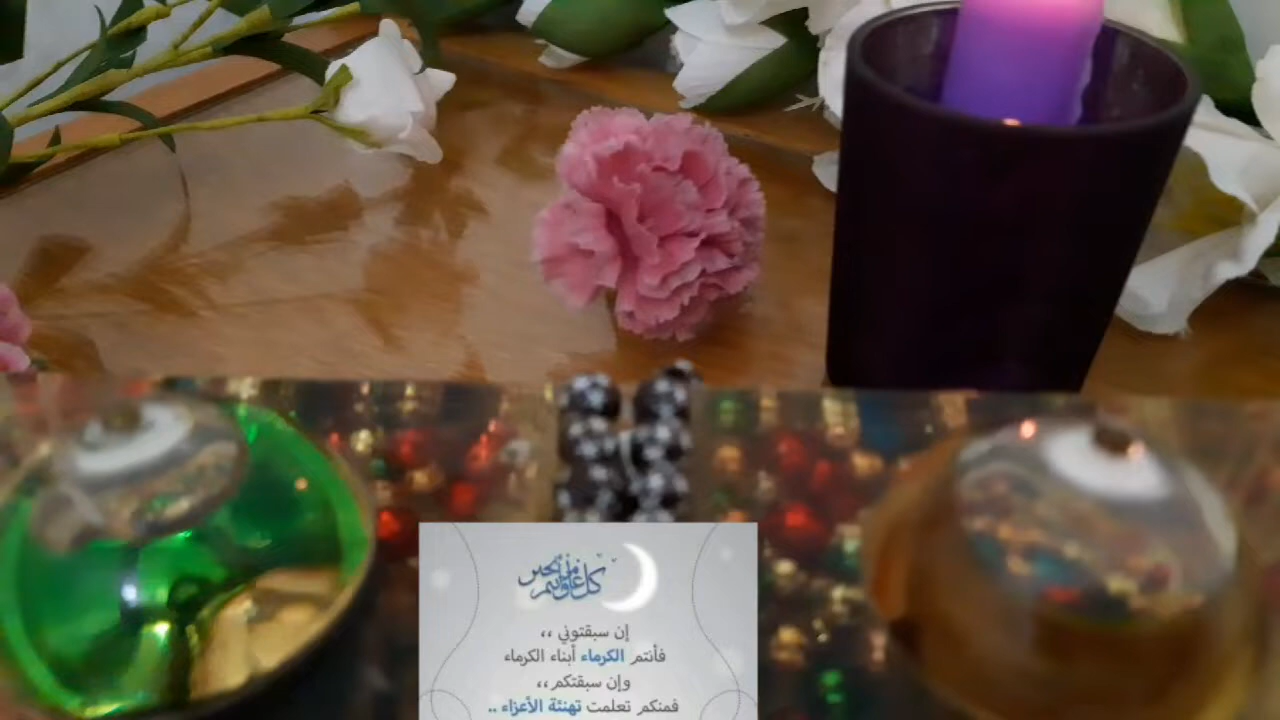 كل عام وأنتم بخير
إن سبقتوني ،،
فأنتم الكرماء أبناء الكرماء
وإن سبقتكم،،
فمنكم تعلمت تهنئة الأعزاء ..